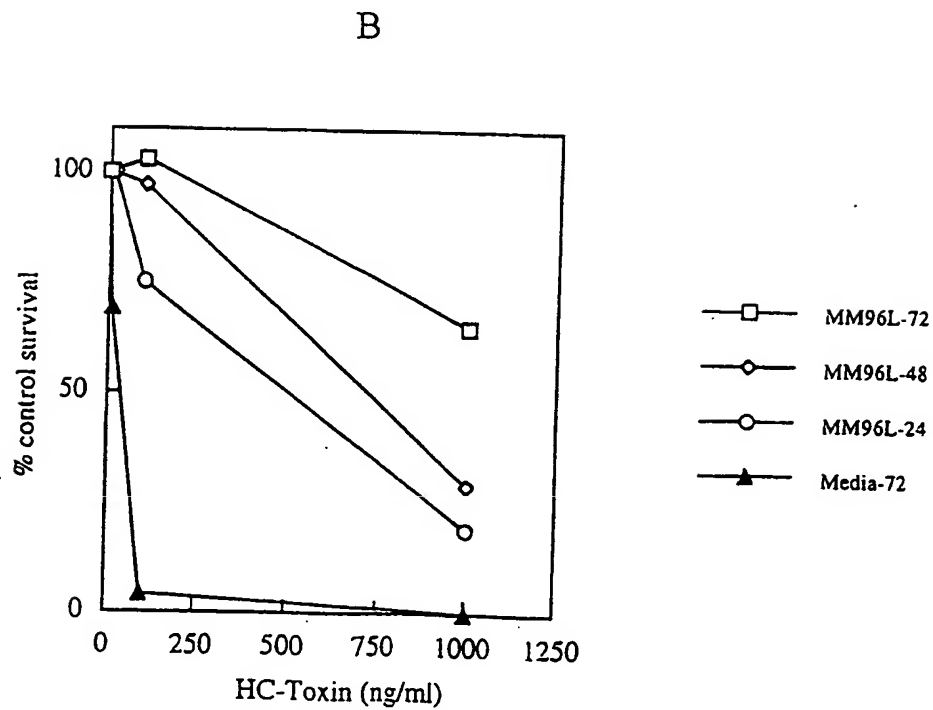 B
100
50
0
0 250 500 750 1000 1250
% control survival
HC-Toxin (ng/ml)
MM96L-72
MM96L-48
MM96L-24
Media-72